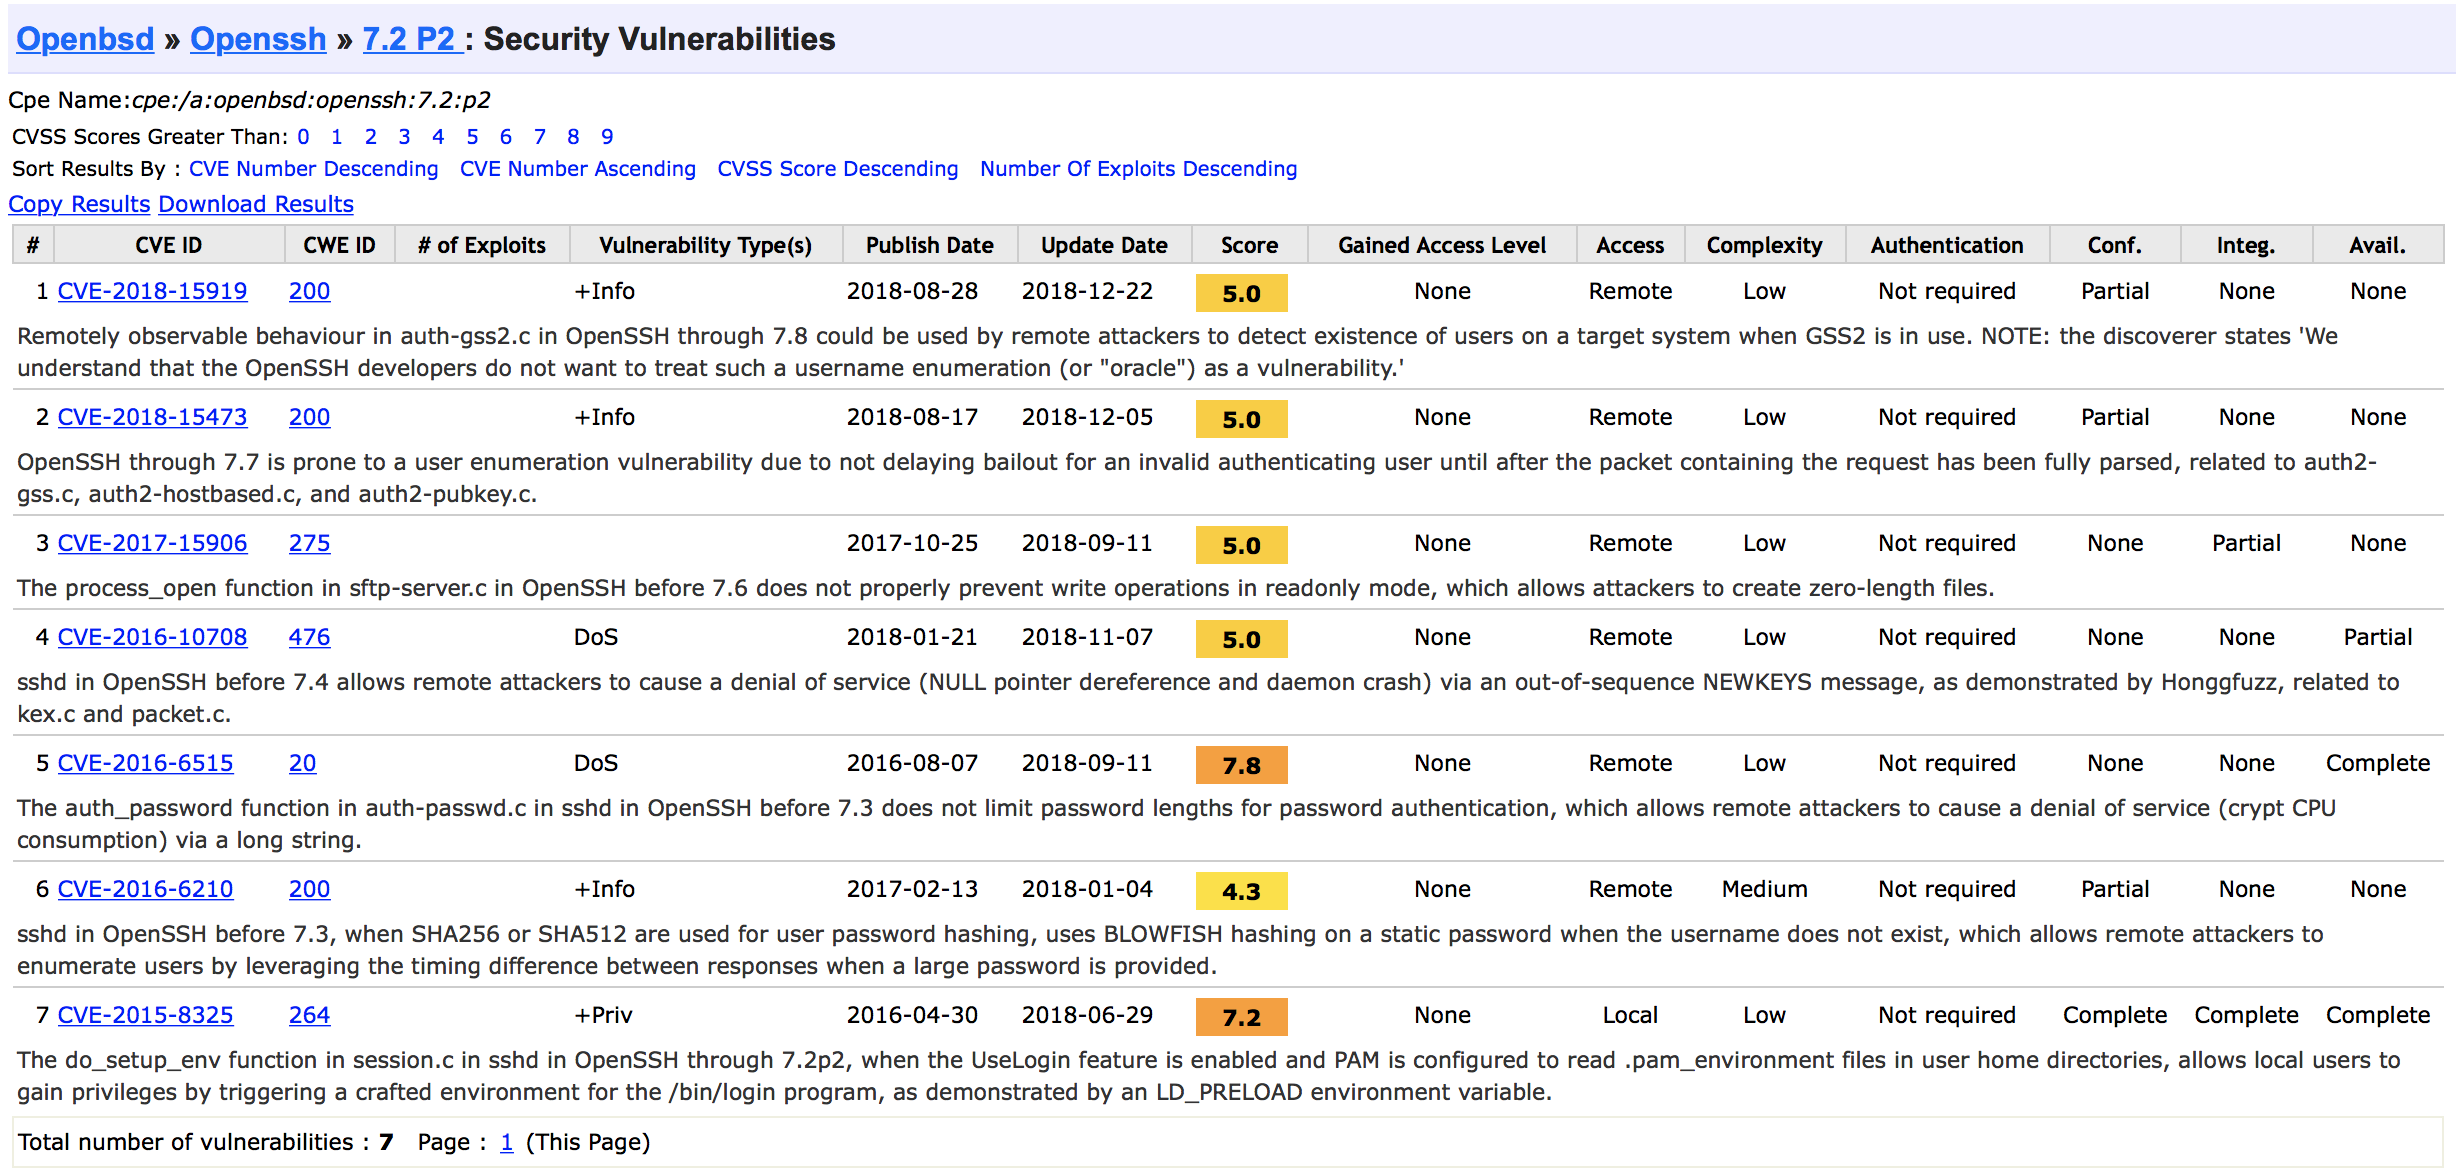 Openbsd » Openssh » 7.2 P2 : Security Vulnerabilities
Cpe Name:cpe:/a:openbsd:openssh:7.2:p2
CVSS Scores Greater Than: 0 1 2 3 4 5 6 7 8 9
Sort Results By : CVE Number Descending CVE Number Ascending CVSS Score Descending Number Of Exploits Descending
Copy Results Download Results
# CVE ID CWE ID # of Exploits Vulnerability Type(s) Publish Date Update Date Score Gained Access Level Access Complexity Authentication Conf. Integ. Avail.
1 CVE-2018-15919 200 +Info 2018-08-28 2018-12-22 5.0 None Remote Low Not required Partial None None
Remotely observable behaviour in auth-gss2.c in OpenSSH through 7.8 could be used by remote attackers to detect existence of users on a target system when GSS2 is in use. NOTE: the discoverer states 'We
understand that the OpenSSH developers do not want to treat such a username enumeration (or "oracle") as a vulnerability.'
2 CVE-2018-15473 200 +Info 2018-08-17 2018-12-05 5.0 None Remote Low Not required Partial None None
OpenSSH through 7.7 is prone to a user enumeration vulnerability due to not delaying bailout for an invalid authenticating user until after the packet containing the request has been fully parsed, related to auth2-
gss.c, auth2-hostbased.c, and auth2-pubkey.c.
3 CVE-2017-15906 275 2017-10-25 2018-09-11 5.0 None Remote Low Not required None Partial None
The process_open function in sftp-server.c in OpenSSH before 7.6 does not properly prevent write operations in readonly mode, which allows attackers to create zero-length files.
4 CVE-2016-10708 476 DoS 2018-01-21 2018-11-07 5.0 None Remote Low Not required None None Partial
sshd in OpenSSH before 7.4 allows remote attackers to cause a denial of service (NULL pointer dereference and daemon crash) via an out-of-sequence NEWKEYS message, as demonstrated by Honggfuzz, related to
kex.c and packet.c.
5 CVE-2016-6515 20 DoS 2016-08-07 2018-09-11 7.8 None Remote Low Not required None None Complete
The auth_password function in auth-passwd.c in sshd in OpenSSH before 7.3 does not limit password lengths for password authentication, which allows remote attackers to cause a denial of service (crypt CPU
consumption) via a long string.
6 CVE-2016-6210 200 +Info 2017-02-13 2018-01-04 4.3 None Remote Medium Not required Partial None None
sshd in OpenSSH before 7.3, when SHA256 or SHA512 are used for user password hashing, uses BLOWFISH hashing on a static password when the username does not exist, which allows remote attackers to
enumerate users by leveraging the timing difference between responses when a large password is provided.
7 CVE-2015-8325 264 +Priv 2016-04-30 2018-06-29 7.2 None Local Low Not required Complete Complete Complete
The do_setup_env function in session.c in sshd in OpenSSH through 7.2p2, when the UseLogin feature is enabled and PAM is configured to read .pam_environment files in user home directories, allows local users to
gain privileges by triggering a crafted environment for the /bin/login program, as demonstrated by an LD_PRELOAD environment variable.
Total number of vulnerabilities : 7 Page : 1 (This Page)